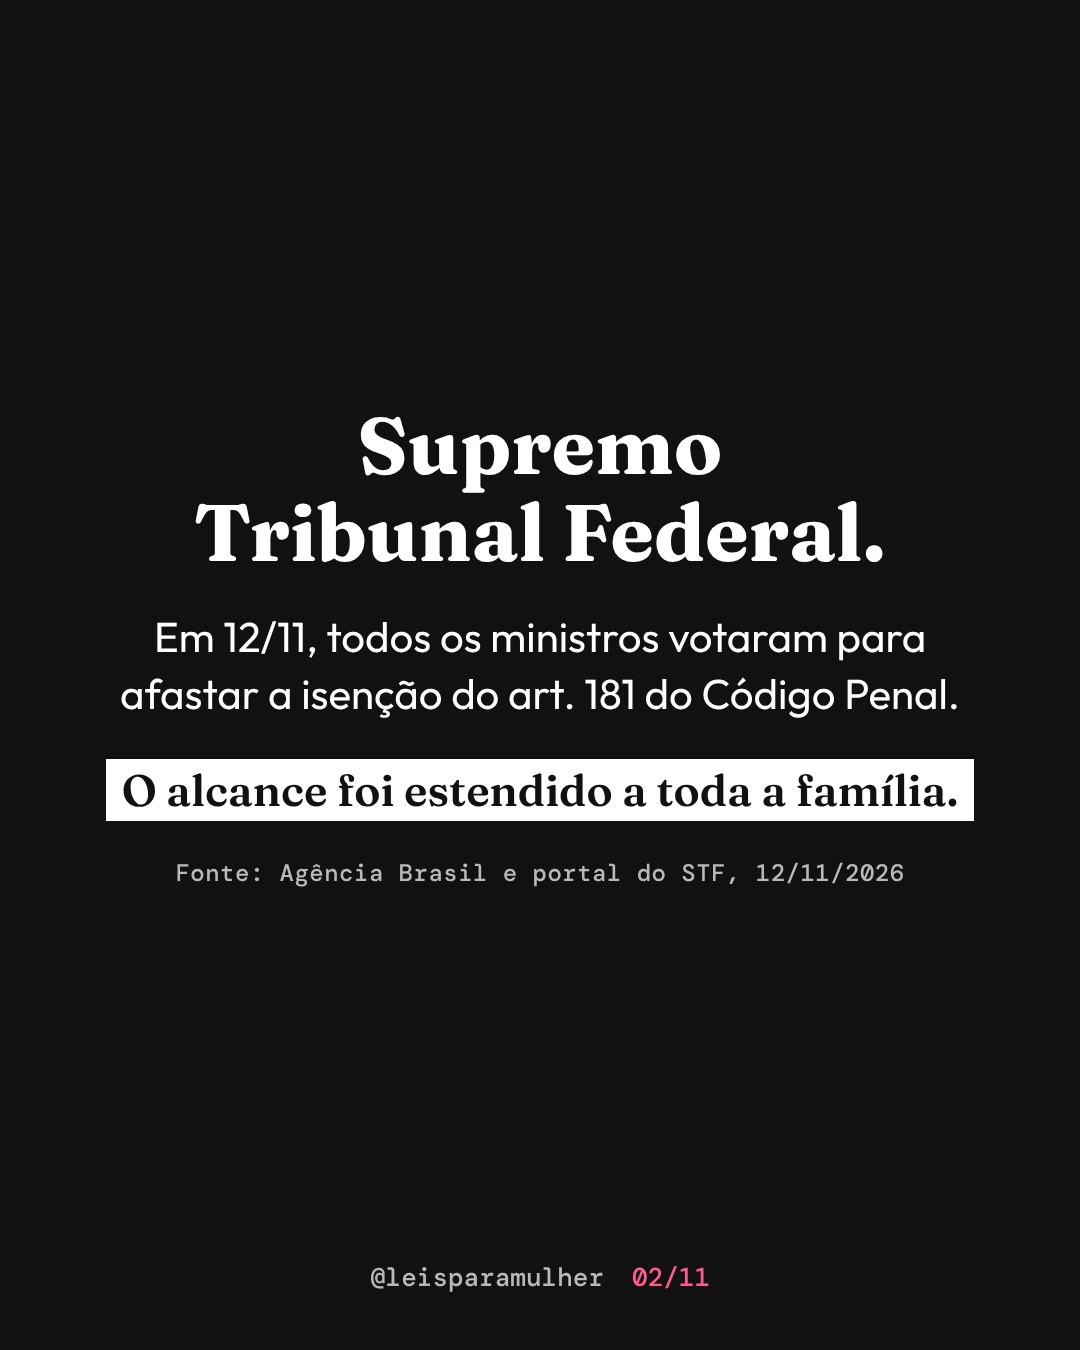 Supremo
Tribunal Federal.
Em 12/11, todos os ministros votaram para
afastar a isenção do art. 181 do Código Penal.
O alcance foi estendido a toda a família.
Fonte: Agência Brasil e portal do STF, 12/11/2026
@leisparamulher 02/11